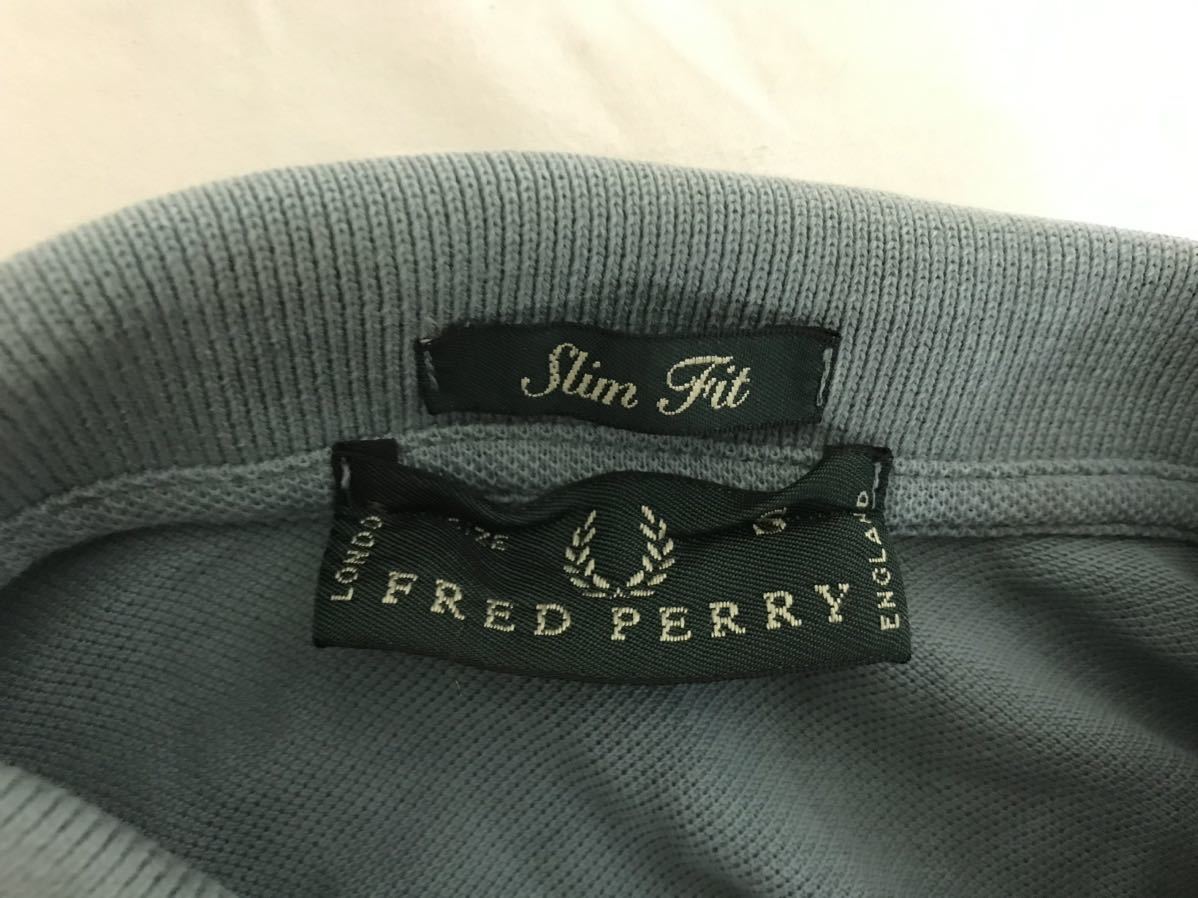 Slim Fit
LONDON
FRED PERRY
ENGLAND